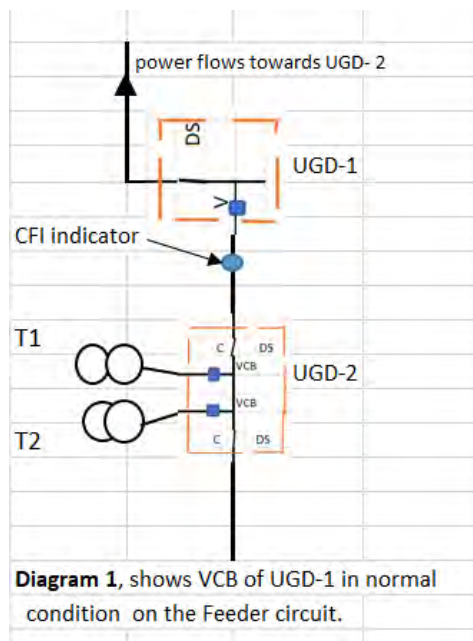 power flows towards UGD- 2
DS
UGD-1
V
CFI indicator
T1
C DS
UGD-2
VCB
VCB
T2
C DS
Diagram 1, shows VCB of UGD-1 in normal
condition on the Feeder circuit.